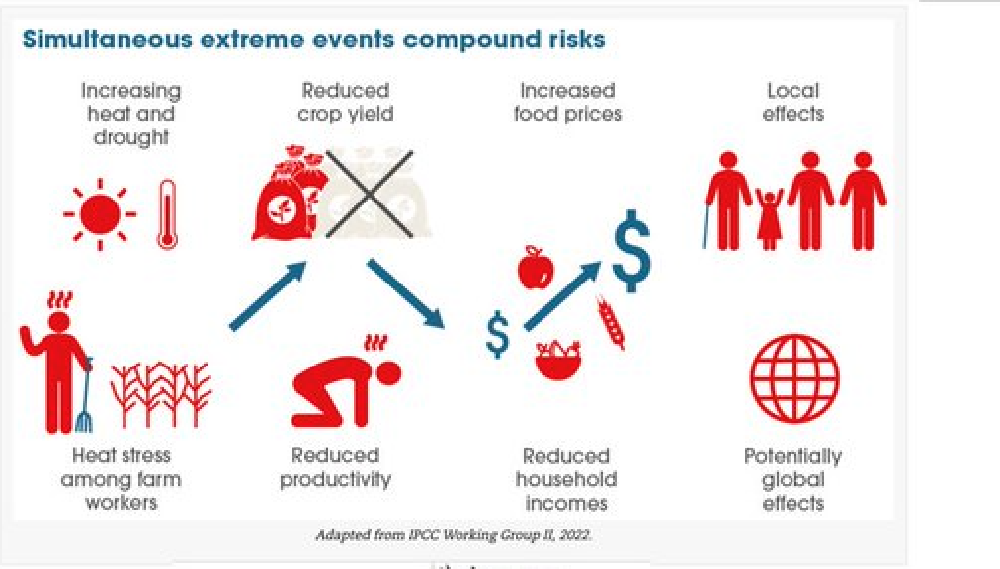 Simultaneous extreme events compound risks
Increasing
heat and
drought
Reduced
crop yield
Increased
food prices
Local
effects
$
$
Heat stress
among farm
workers
Reduced
productivity
Reduced
household
incomes
Potentially
global
effects
Adapted from IPCC Working Group II, 2022.